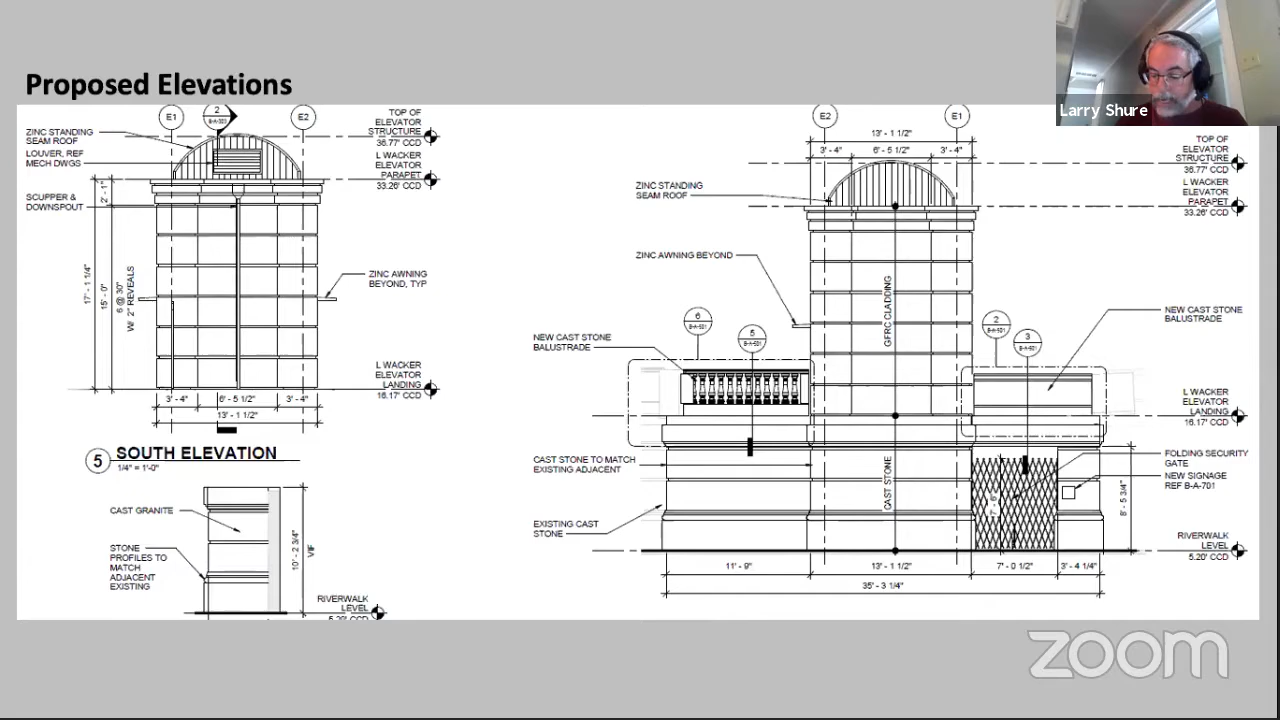 Proposed Elevations
Larry Shure
E1
2
E2
TOP OF
ELEVATOR
STRUCTURE
36.77' CCD
ZINC STANDING
SEAM ROOF
LOUVER, REF
MECH DWGS
L WACKER
ELEVATOR
PARAPET
33.26' CCD
SCUPPER &
DOWNSPOUT
2' - 1"
17' - 1 1/4"
15' - 0"
6 @ 30"
W/ 2" REVEALS
ZINC AWNING
BEYOND, TYP
L WACKER
ELEVATOR
LANDING
16.17' CCD
3' - 4"
6' - 5 1/2"
3' - 4"
13' - 1 1/2"
5
SOUTH ELEVATION
1/4" = 1'-0"
CAST GRANITE
STONE
PROFILES TO
MATCH
ADJACENT
EXISTING
10' - 2 3/4"
VIF
RIVERWALK
LEVEL
5.20' CCD
E2
E1
13' - 1 1/2"
3' - 4"
6' - 5 1/2"
3' - 4"
TOP OF
ELEVATOR
STRUCTURE
36.77' CCD
L WACKER
ELEVATOR
PARAPET
33.26' CCD
ZINC STANDING
SEAM ROOF
ZINC AWNING BEYOND
GFRC CLADDING
6
B-A-501
5
B-A-501
2
B-A-501
3
B-A-501
NEW CAST STONE
BALUSTRADE
NEW CAST STONE
BALUSTRADE
L WACKER
ELEVATOR
LANDING
16.17' CCD
CAST STONE TO MATCH
EXISTING ADJACENT
CAST STONE
FOLDING SECURITY
GATE
NEW SIGNAGE
REF B-A-701
8' - 5 3/4"
EXISTING CAST
STONE
RIVERWALK
LEVEL
5.20' CCD
11' - 9"
13' - 1 1/2"
7' - 0 1/2"
3' - 4 1/4"
35' - 3 1/4"
zoom